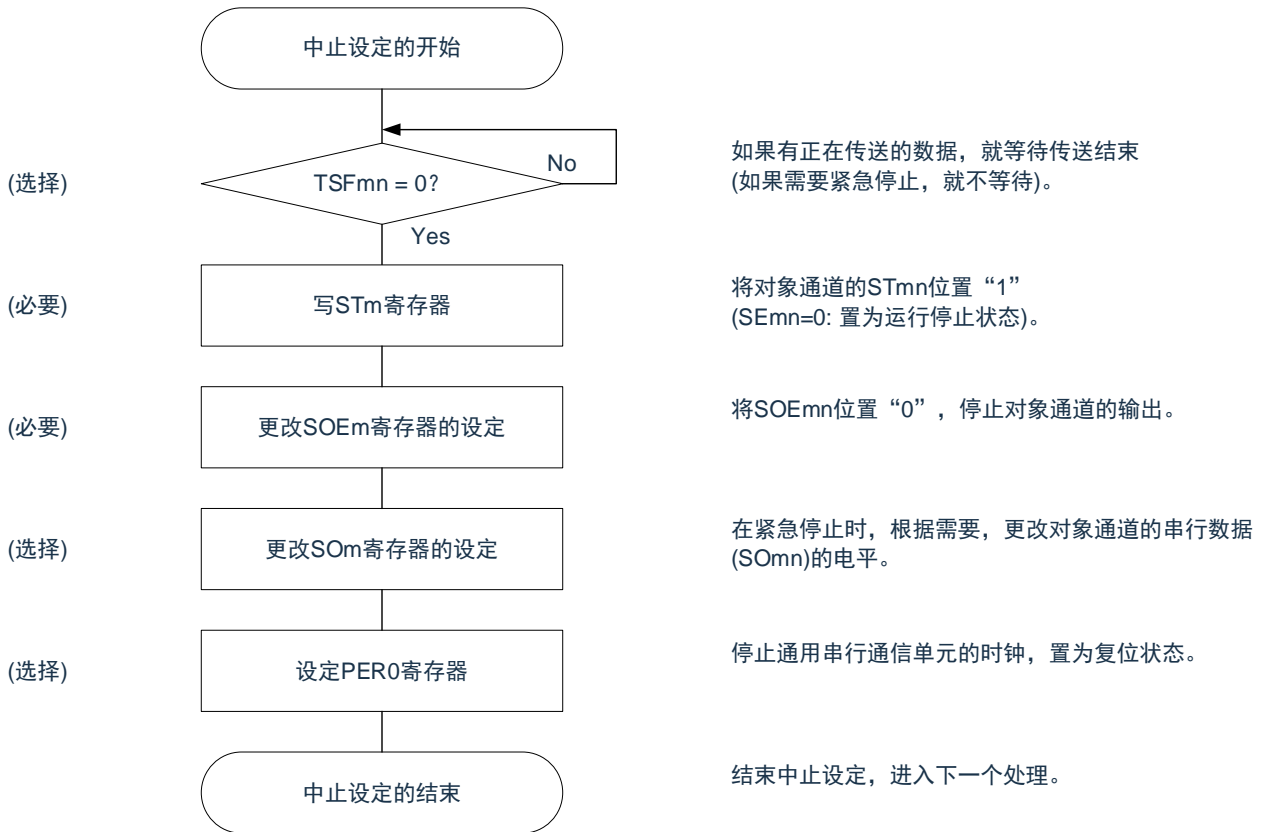 中止设定的开始
(选择)
TSFmn = 0?
No
Yes
如果有正在传送的数据，就等待传送结束
(如果需要紧急停止，就不等待)。
(必要)
写STm寄存器
将对象通道的STmn位置“1”
(SEmn=0: 置为运行停止状态)。
(必要)
更改SOEm寄存器的设定
将SOEmn位置“0”，停止对象通道的输出。
(选择)
更改SOm寄存器的设定
在紧急停止时，根据需要，更改对象通道的串行数据
(SOmn)的电平。
(选择)
设定PER0寄存器
停止通用串行通信单元的时钟，置为复位状态。
中止设定的结束
结束中止设定，进入下一个处理。